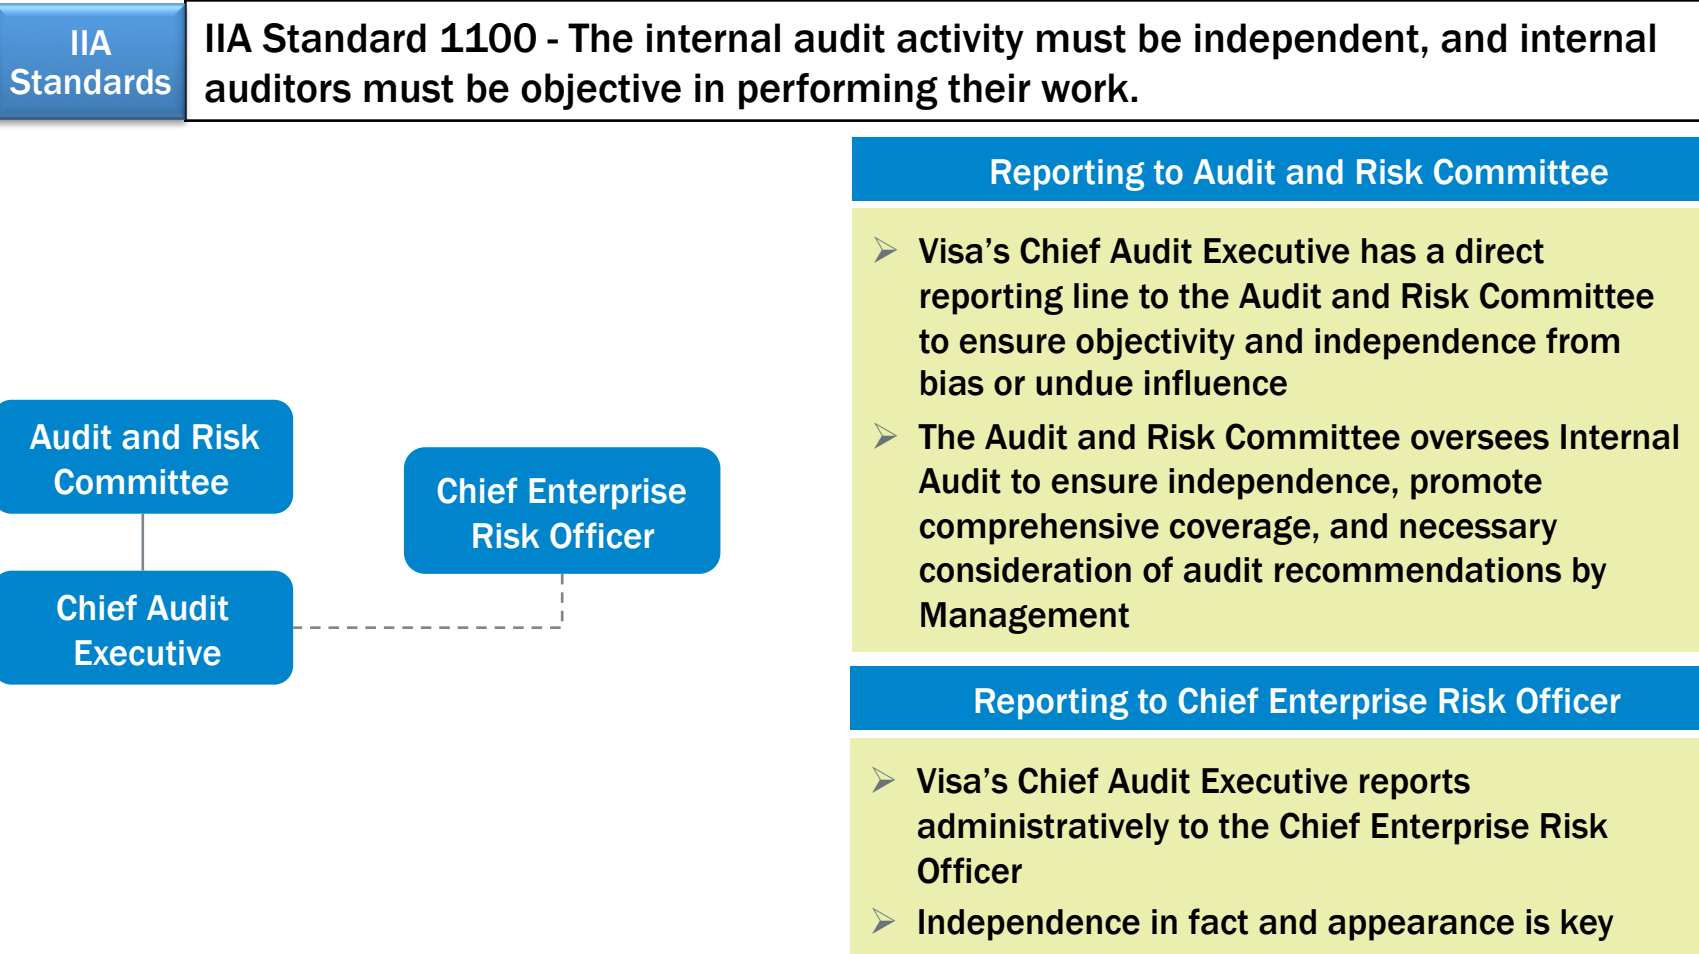 IIA
Standards
IIA Standard 1100 - The internal audit activity must be independent, and internal
auditors must be objective in performing their work.
Audit and Risk
Committee
Chief Enterprise
Risk Officer
Chief Audit
Executive
Reporting to Audit and Risk Committee
➢ Visa’s Chief Audit Executive has a direct
reporting line to the Audit and Risk Committee
to ensure objectivity and independence from
bias or undue influence
➢ The Audit and Risk Committee oversees Internal
Audit to ensure independence, promote
comprehensive coverage, and necessary
consideration of audit recommendations by
Management
Reporting to Chief Enterprise Risk Officer
➢ Visa’s Chief Audit Executive reports
administratively to the Chief Enterprise Risk
Officer
➢ Independence in fact and appearance is key